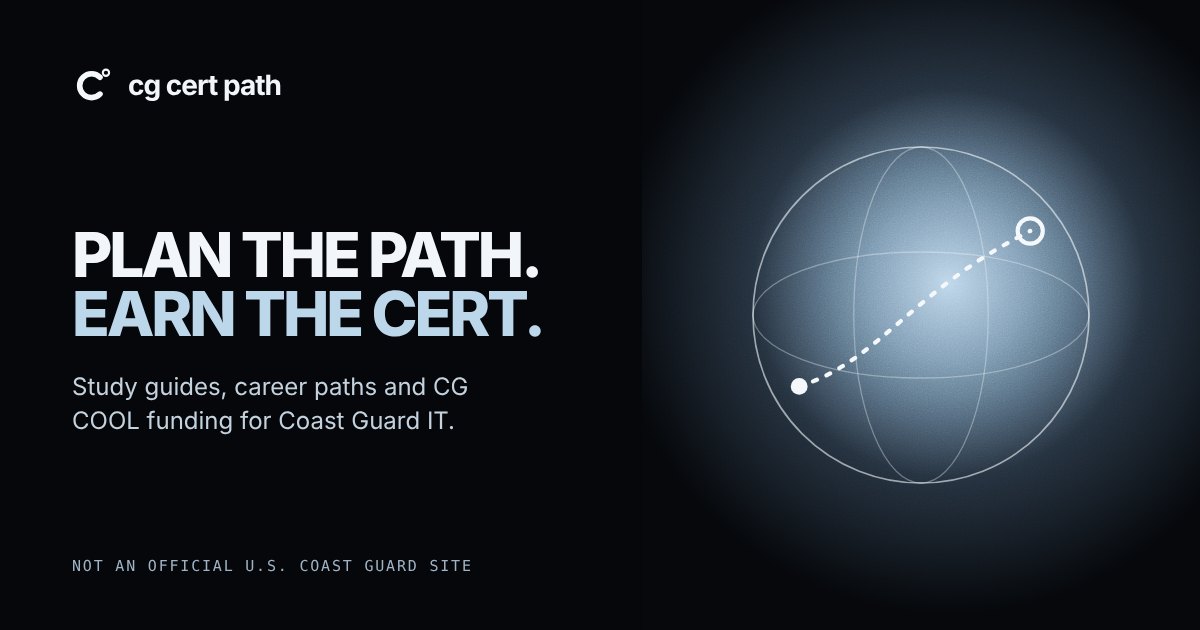 cg cert path
PLAN THE PATH.
EARN THE CERT.
Study guides, career paths and CG
COOL funding for Coast Guard IT.
NOT AN OFFICIAL U.S. COAST GUARD SITE